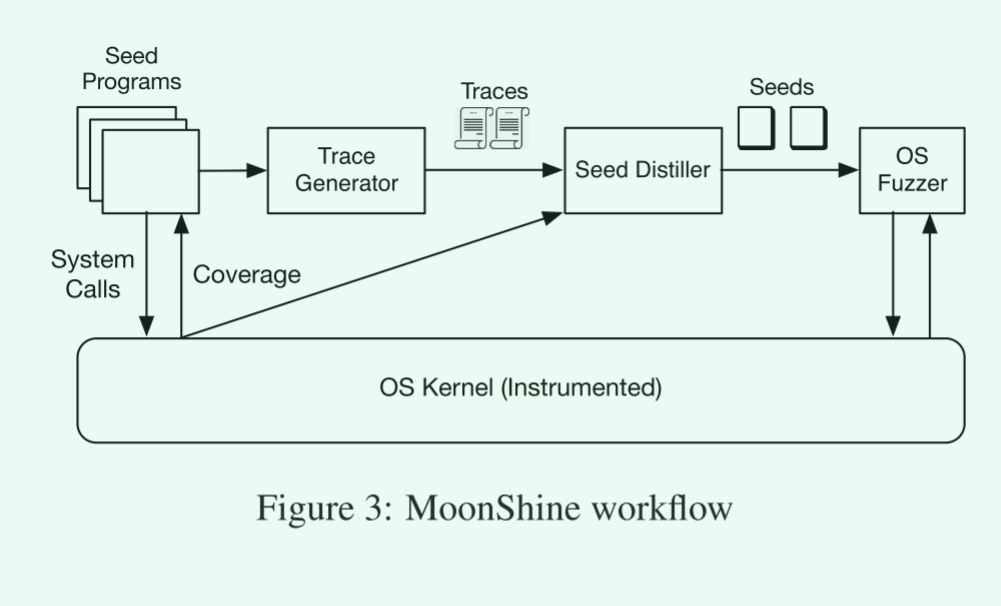 Seed
Programs
Traces
Seeds
Trace
Generator
Seed Distiller
OS
Fuzzer
System
Calls
Coverage
OS Kernel (Instrumented)
Figure 3: MoonShine workflow